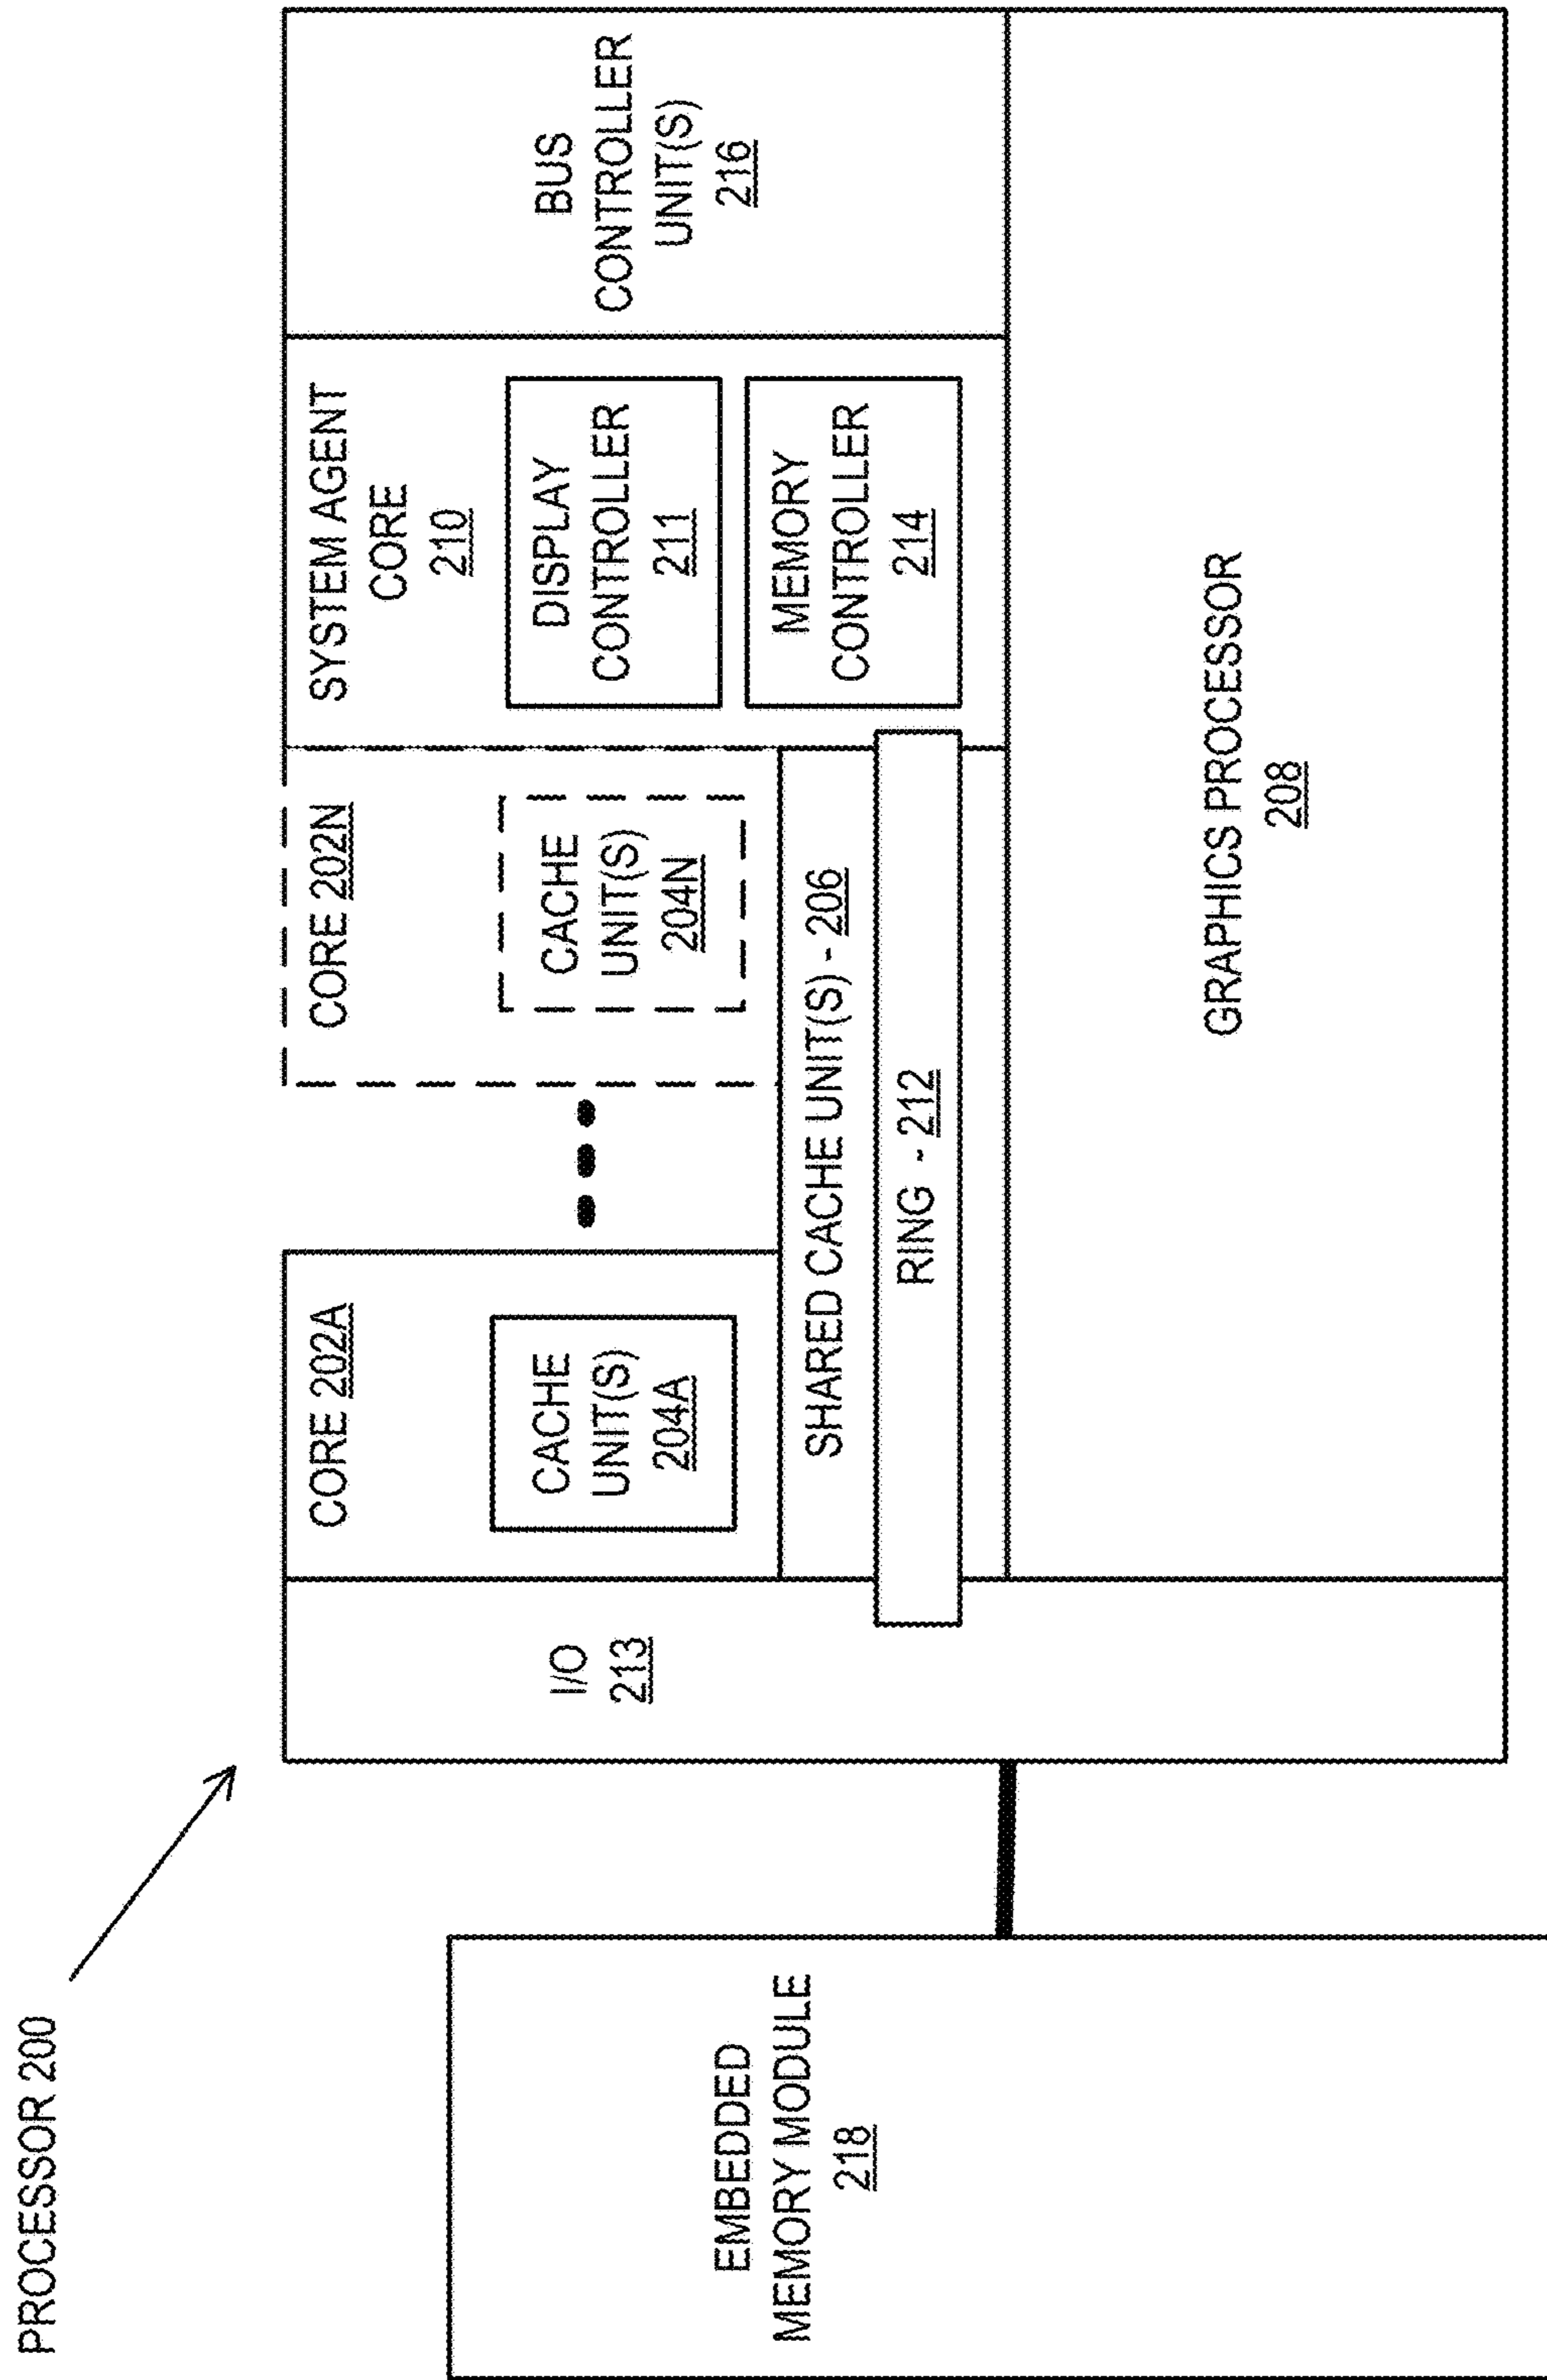 PROCESSOR 200
EMBEDDED
MEMORY MODULE
218
I/O
213
CORE 202A
CACHE
UNIT(S)
204A
CORE 202N
CACHE
UNIT(S)
204N
SHARED CACHE UNIT(S) - 206
RING - 212
SYSTEM AGENT
CORE
210
DISPLAY
CONTROLLER
211
MEMORY
CONTROLLER
214
BUS
CONTROLLER
UNIT(S)
216
GRAPHICS PROCESSOR
208